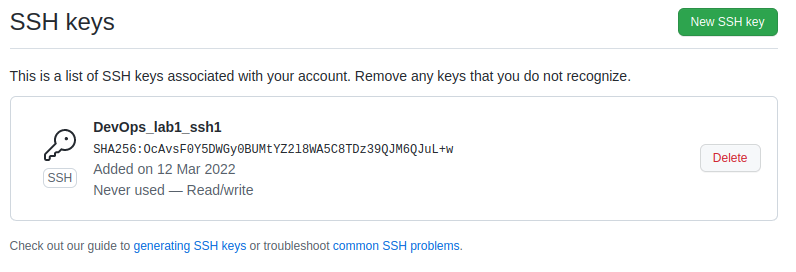 SSH keys
New SSH key
This is a list of SSH keys associated with your account. Remove any keys that you do not recognize.
DevOps_lab1_ssh1
SHA256:OcAvsF0Y5DWGy0BUMtYZ2l8WA5C8TDz39QJM6QJuL+w
Added on 12 Mar 2022
Never used — Read/write
SSH
Delete
Check out our guide to generating SSH keys or troubleshoot common SSH problems.